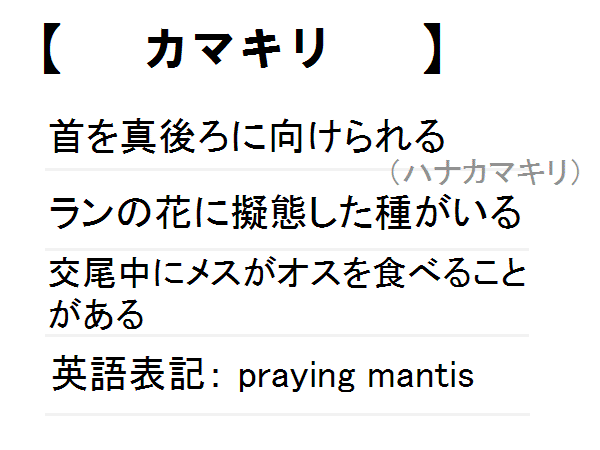 【 カマキリ 】
首を真後ろに向けられる
（ハナカマキリ）
ランの花に擬態した種がいる
交尾中にメスがオスを食べること
がある
英語表記： praying mantis